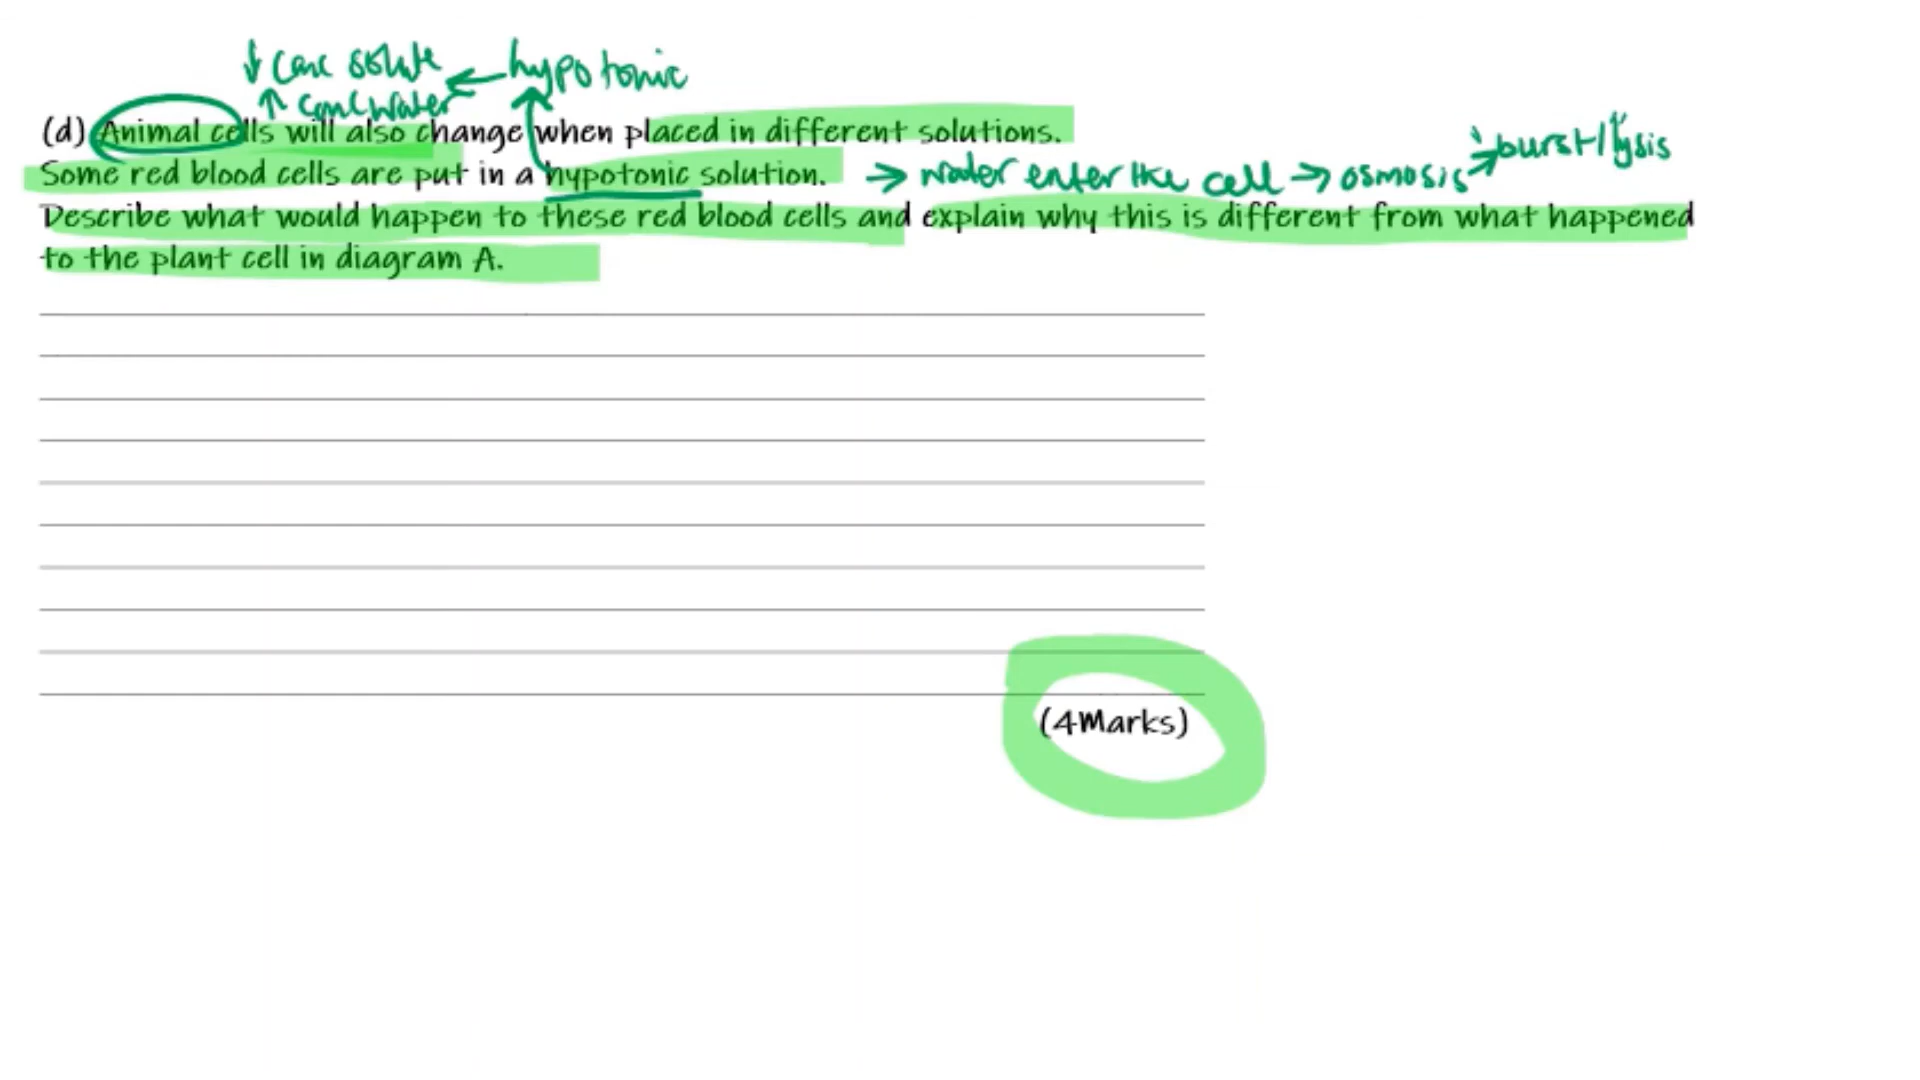 ↓ conc solute ← hypotonic
↑ conc water
(d) Animal cells will also change when placed in different solutions.
burst/lysis
Some red blood cells are put in a hypotonic solution. → water enter the cell → osmosis →
Describe what would happen to these red blood cells and explain why this is different from what happened
to the plant cell in diagram A.
(4Marks)